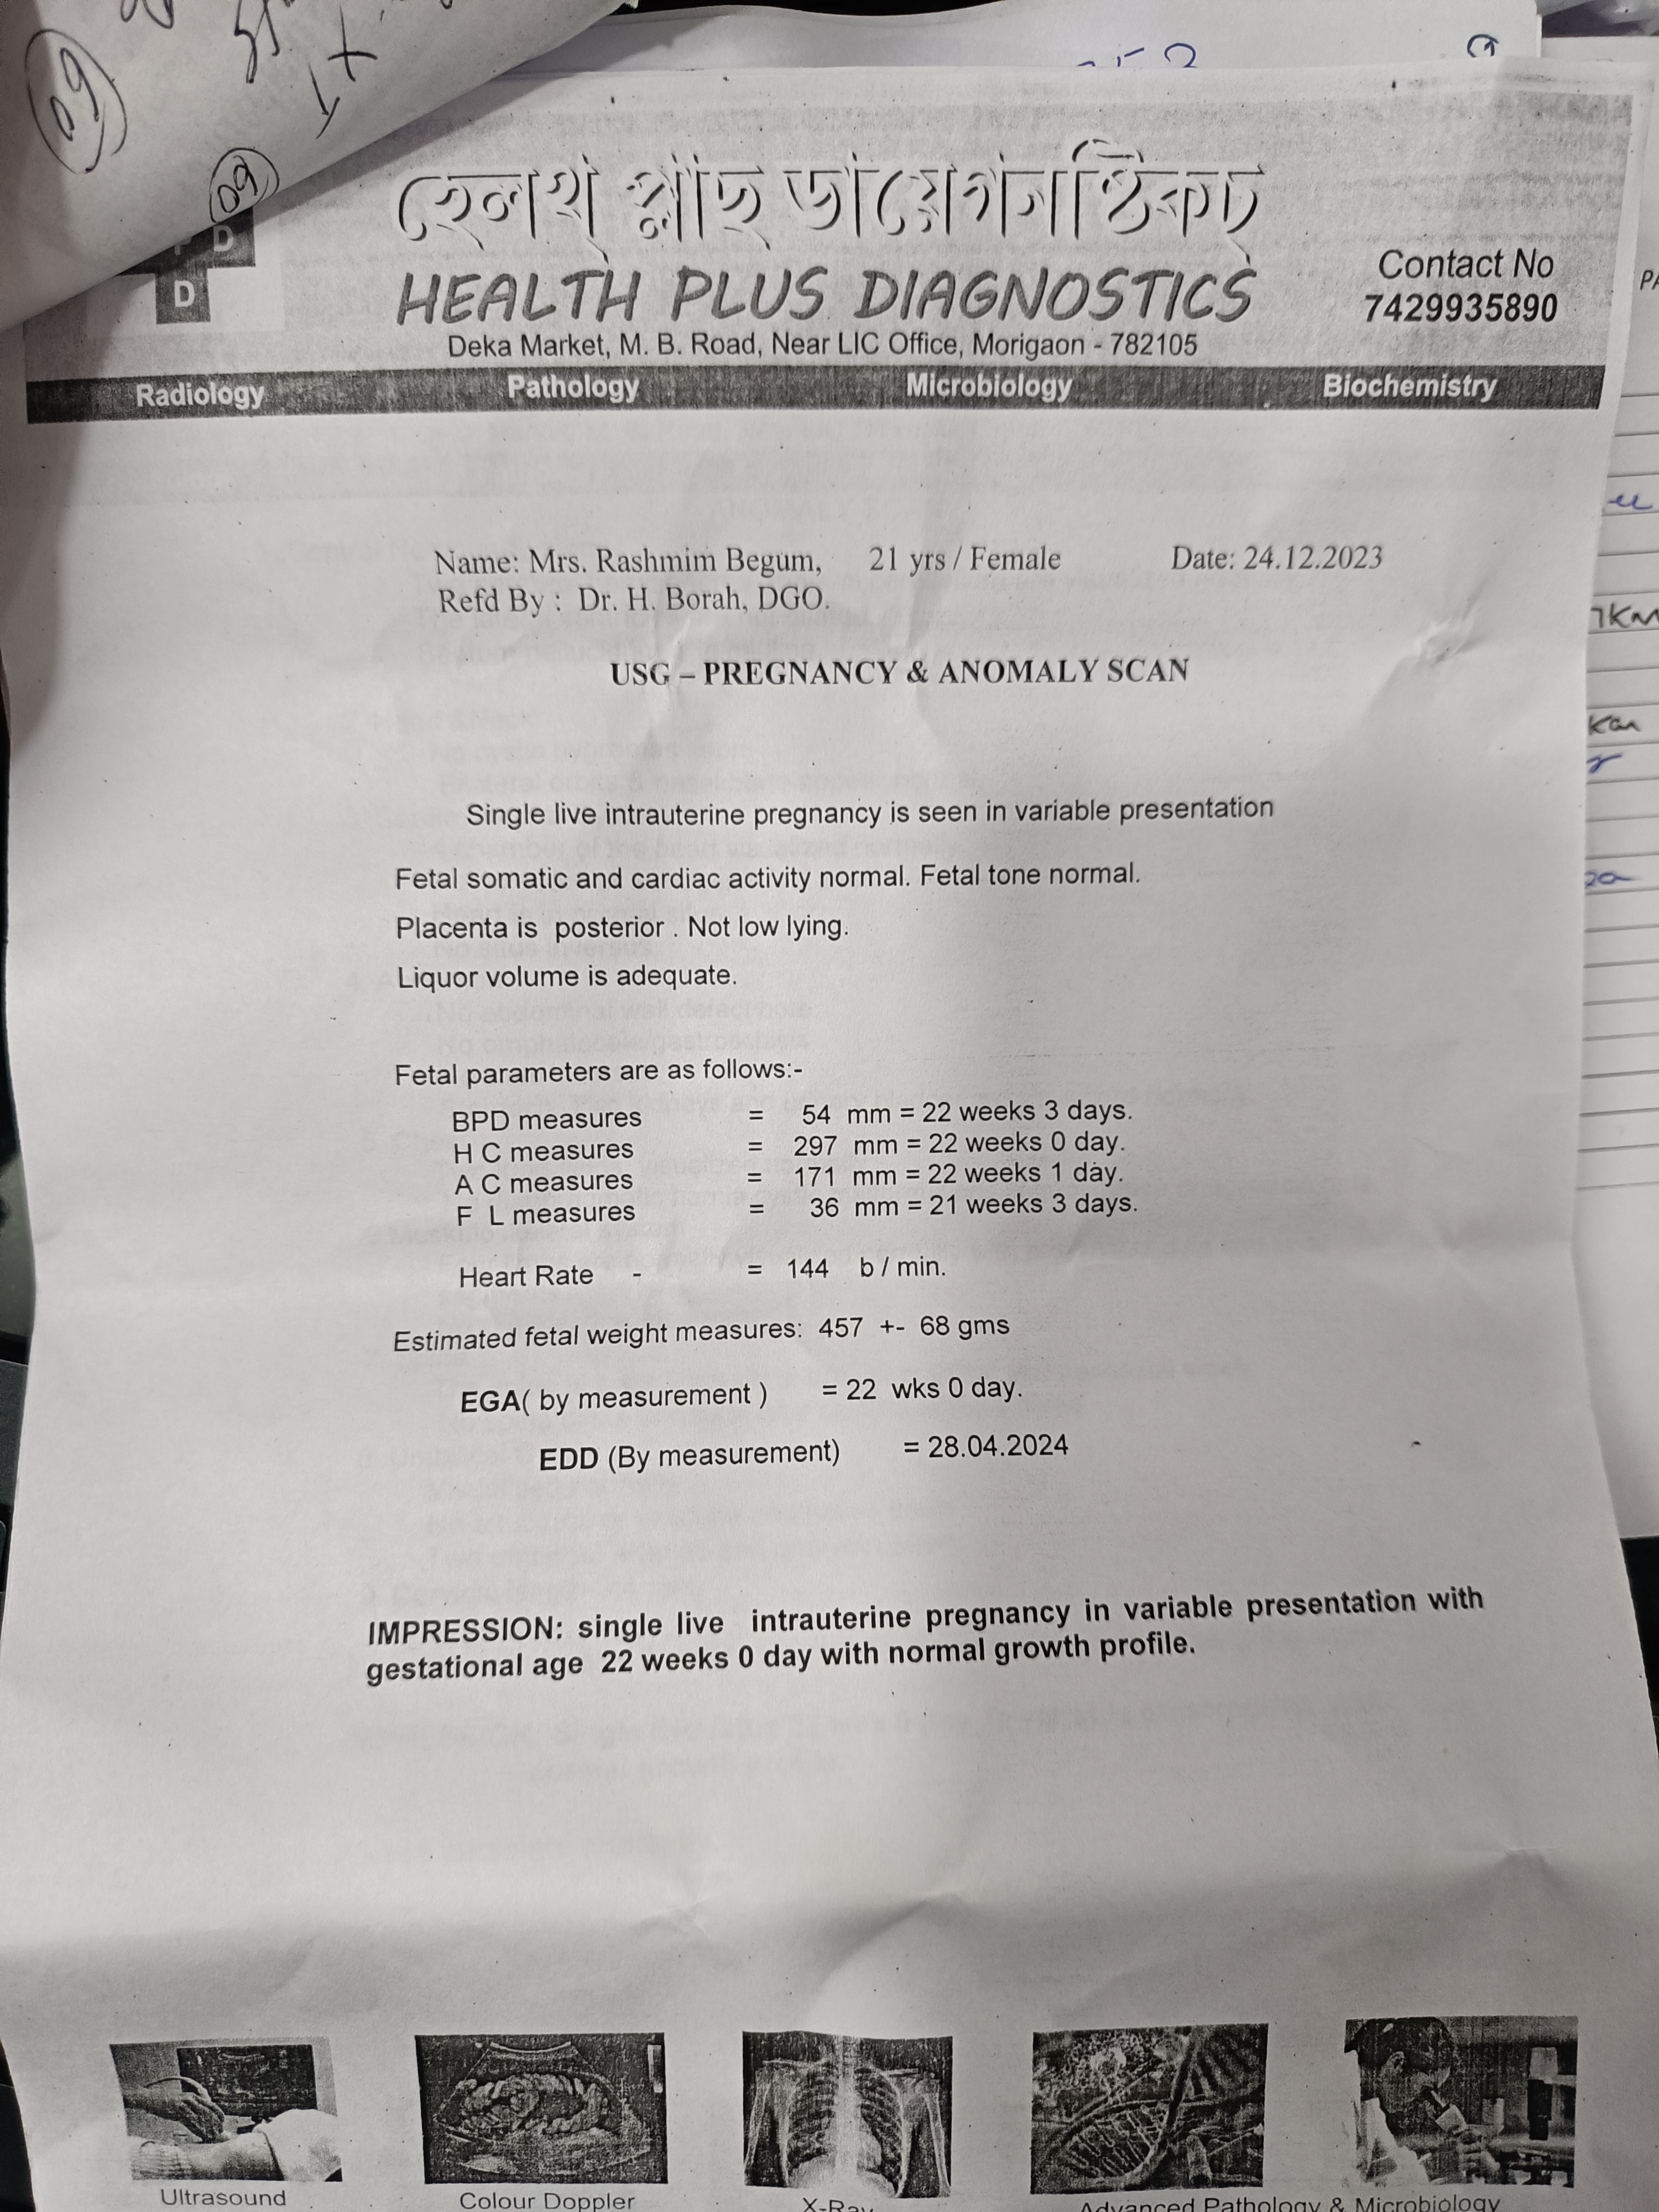 09
09
D
D
হেলথ্ প্লাছ ডায়েগনষ্টিকচ্
HEALTH PLUS DIAGNOSTICS
Contact No
7429935890
Deka Market, M. B. Road, Near LIC Office, Morigaon - 782105
Radiology Pathology Microbiology Biochemistry
Name: Mrs. Rashmim Begum, 21 yrs / Female Date: 24.12.2023
Refd By : Dr. H. Borah, DGO.
USG – PREGNANCY & ANOMALY SCAN
Single live intrauterine pregnancy is seen in variable presentation
Fetal somatic and cardiac activity normal. Fetal tone normal.
Placenta is posterior . Not low lying.
Liquor volume is adequate.
Fetal parameters are as follows:-
BPD measures = 54 mm = 22 weeks 3 days.
H C measures = 297 mm = 22 weeks 0 day.
A C measures = 171 mm = 22 weeks 1 day.
F L measures = 36 mm = 21 weeks 3 days.
Heart Rate - = 144 b / min.
Estimated fetal weight measures: 457 +- 68 gms
EGA( by measurement ) = 22 wks 0 day.
EDD (By measurement) = 28.04.2024
IMPRESSION: single live intrauterine pregnancy in variable presentation with
gestational age 22 weeks 0 day with normal growth profile.
Ultrasound Colour Doppler X-Ray Advanced Pathology & Microbiology